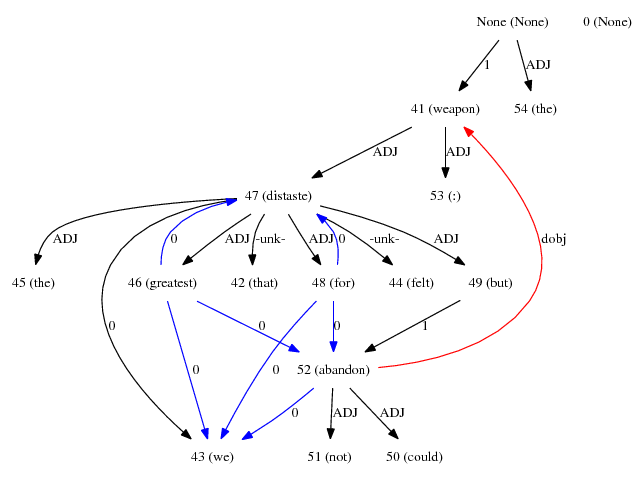 None (None) 0 (None)
1 ADJ
41 (weapon) 54 (the)
ADJ ADJ
47 (distaste) 53 (:)
ADJ 0 ADJ -unk- ADJ 0 -unk- ADJ dobj
45 (the) 46 (greatest) 42 (that) 48 (for) 44 (felt) 49 (but)
0 0 0 1
52 (abandon)
0 0
0 ADJ ADJ
43 (we) 51 (not) 50 (could)